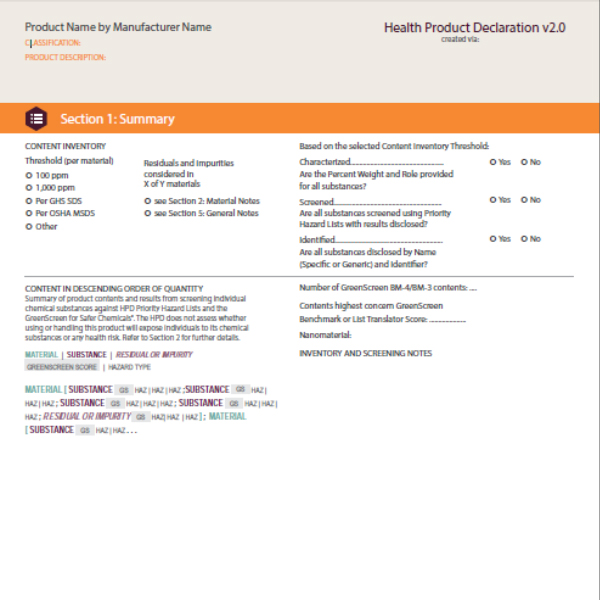 Product Name by Manufacturer Name
CLASSIFICATION:
PRODUCT DESCRIPTION:
Health Product Declaration v2.0
created via:
Section 1: Summary
CONTENT INVENTORY
Threshold (per material)
100 ppm
1,000 ppm
Per GHS SDS
Per OSHA MSDS
Other
Residuals and Impurities
considered in
X of Y materials
see Section 2: Material Notes
see Section 5: General Notes
Based on the selected Content Inventory Threshold:
Characterized........................................ Yes No
Are the Percent Weight and Role provided
for all substances?
Screened............................................... Yes No
Are all substances screened using Priority
Hazard Lists with results disclosed?
Identified............................................... Yes No
Are all substances disclosed by Name
(Specific or Generic) and Identifier?
CONTENT IN DESCENDING ORDER OF QUANTITY
Summary of product contents and results from screening individual
chemical substances against HPD Priority Hazard Lists and the
GreenScreen for Safer Chemicals®. The HPD does not assess whether
using or handling this product will expose individuals to its chemical
substances or any health risk. Refer to Section 2 for further details.
MATERIAL | SUBSTANCE | RESIDUAL OR IMPURITY
GREENSCREEN SCORE | HAZARD TYPE
MATERIAL [ SUBSTANCE GS HAZ | HAZ | HAZ ; SUBSTANCE GS HAZ |
HAZ | HAZ ; SUBSTANCE GS HAZ | HAZ | HAZ ; SUBSTANCE GS HAZ | HAZ |
HAZ ; RESIDUAL OR IMPURITY GS HAZ | HAZ | HAZ ] ; MATERIAL
[ SUBSTANCE GS HAZ | HAZ ...
Number of GreenScreen BM-4/BM-3 contents: ....
Contents highest concern GreenScreen
Benchmark or List Translator Score: ................
Nanomaterial:
INVENTORY AND SCREENING NOTES